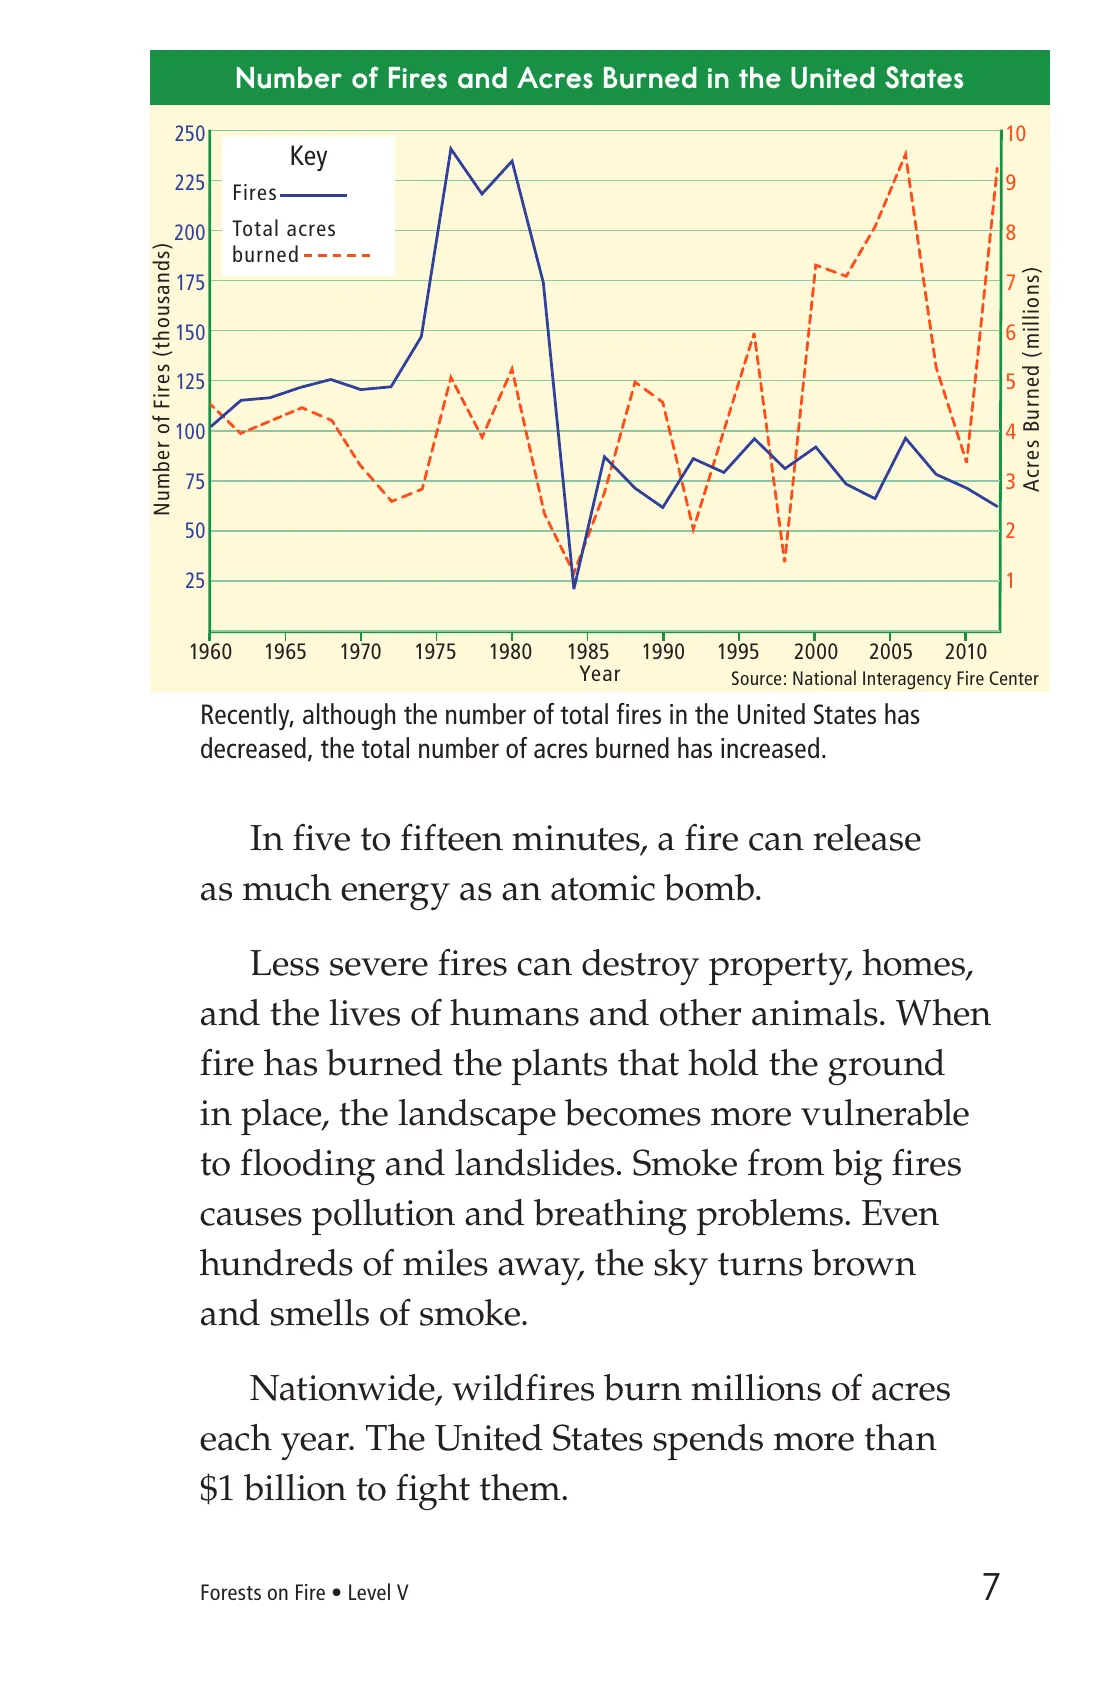 Number of Fires and Acres Burned in the United States
Key
Fires
Total acres
burned
Number of Fires (thousands)
250
225
200
175
150
125
100
75
50
25
10
9
8
7
6
5
4
3
2
1
Acres Burned (millions)
1960 1965 1970 1975 1980 1985 1990 1995 2000 2005 2010
Year
Source: National Interagency Fire Center
Recently, although the number of total fires in the United States has
decreased, the total number of acres burned has increased.
In five to fifteen minutes, a fire can release
as much energy as an atomic bomb.
Less severe fires can destroy property, homes,
and the lives of humans and other animals. When
fire has burned the plants that hold the ground
in place, the landscape becomes more vulnerable
to flooding and landslides. Smoke from big fires
causes pollution and breathing problems. Even
hundreds of miles away, the sky turns brown
and smells of smoke.
Nationwide, wildfires burn millions of acres
each year. The United States spends more than
$1 billion to fight them.
Forests on Fire • Level V
7